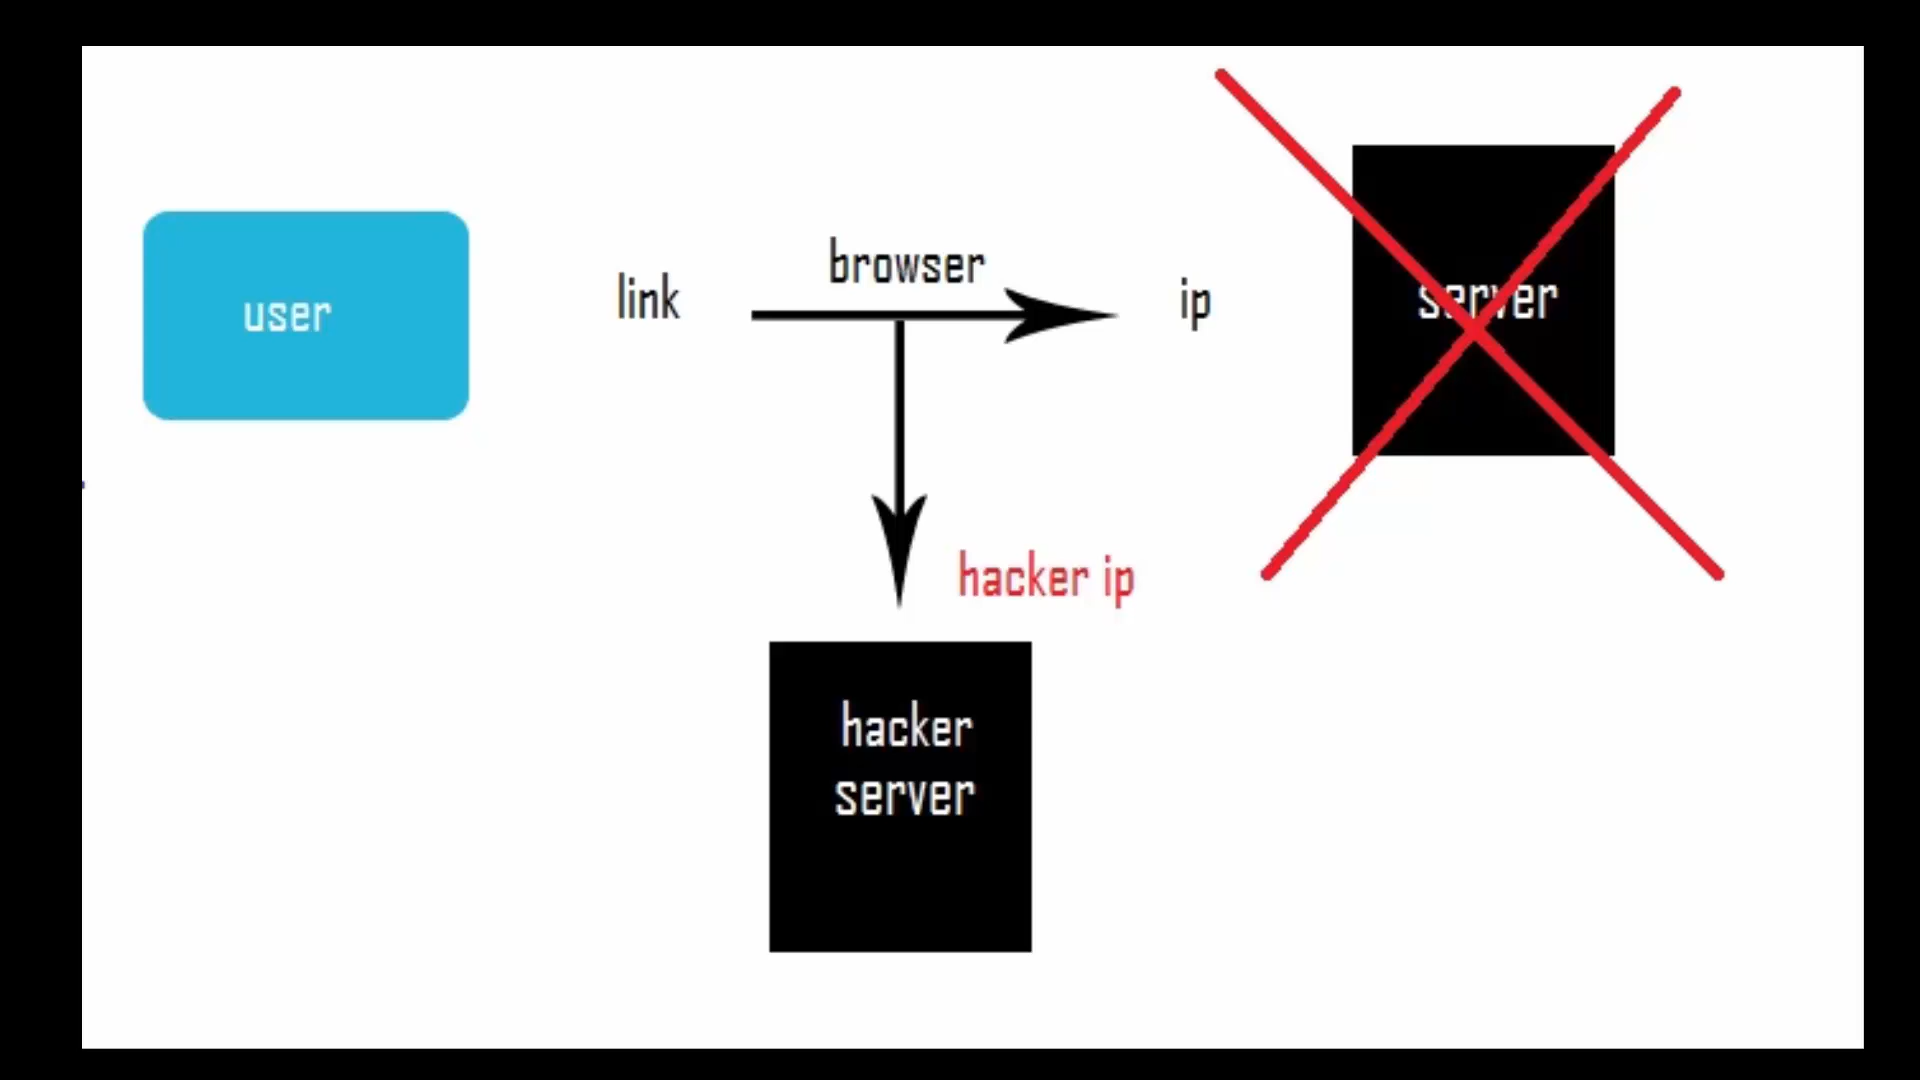 user
link
browser
ip
server
hacker ip
hacker
server